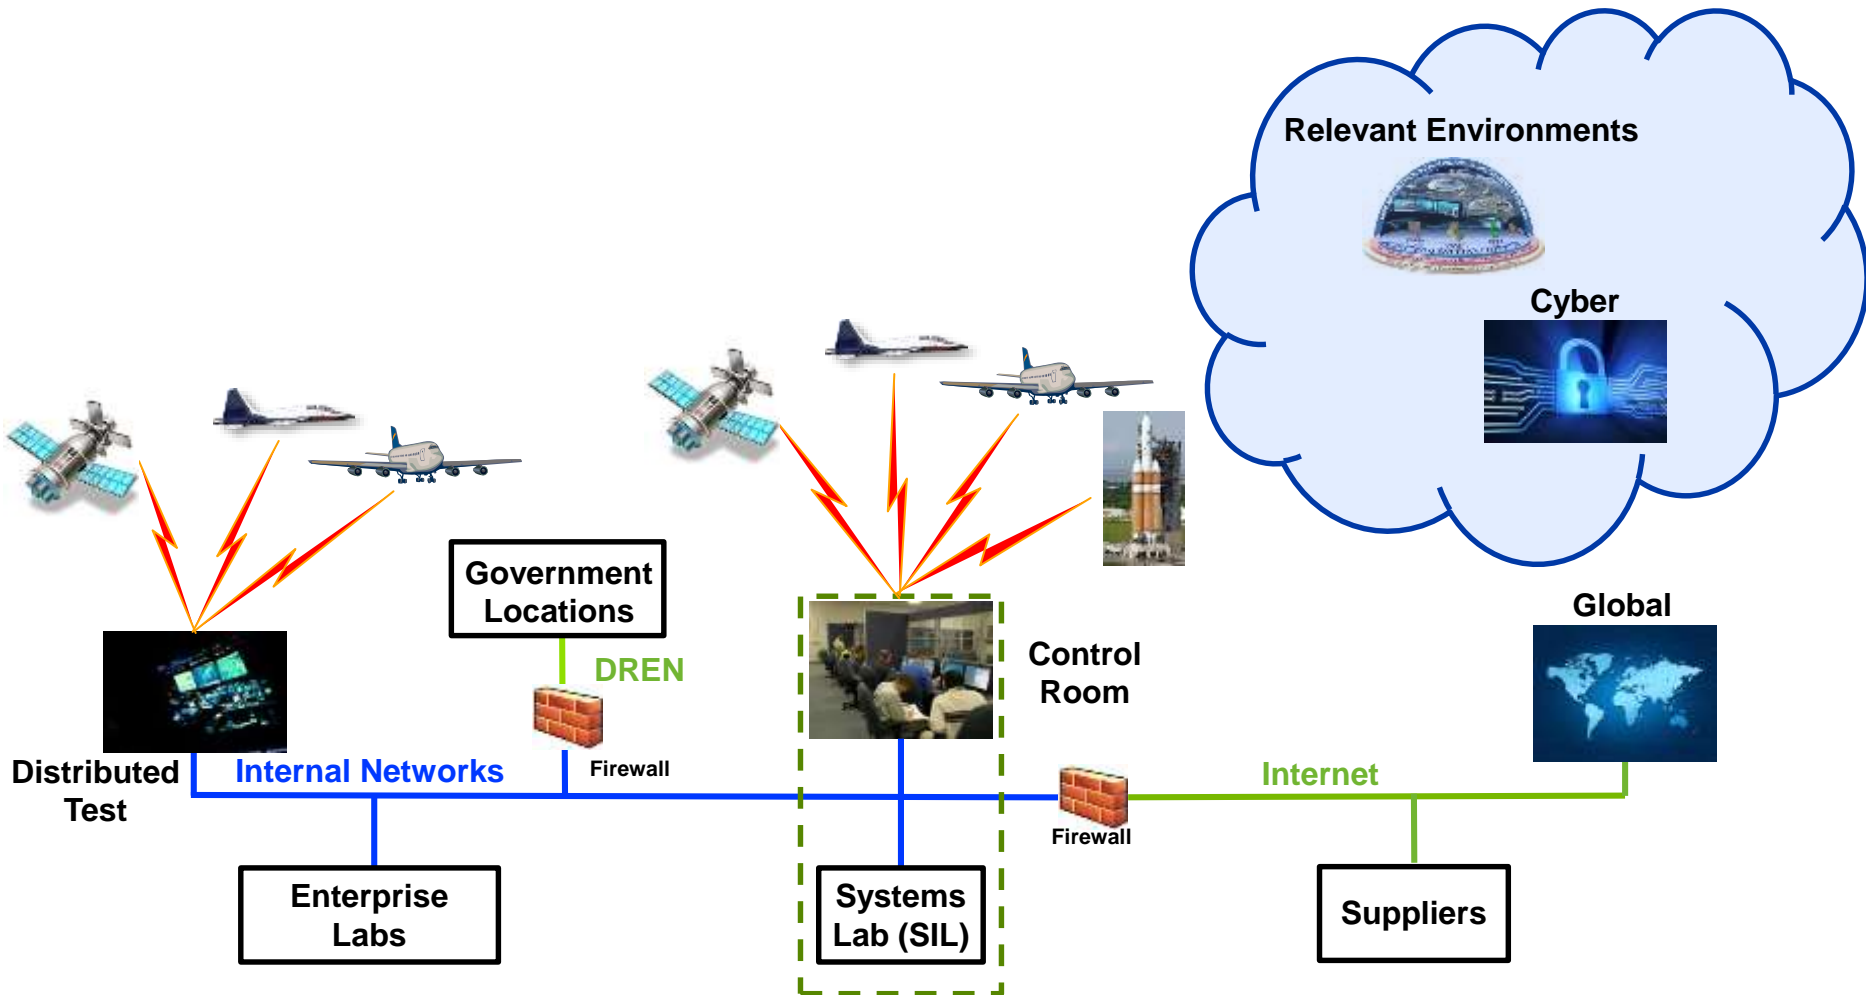 Relevant Environments
Cyber
Government
Locations
DREN
Global
Control
Room
Distributed
Test
Internal Networks
Firewall
Internet
Firewall
Enterprise
Labs
Systems
Lab (SIL)
Suppliers